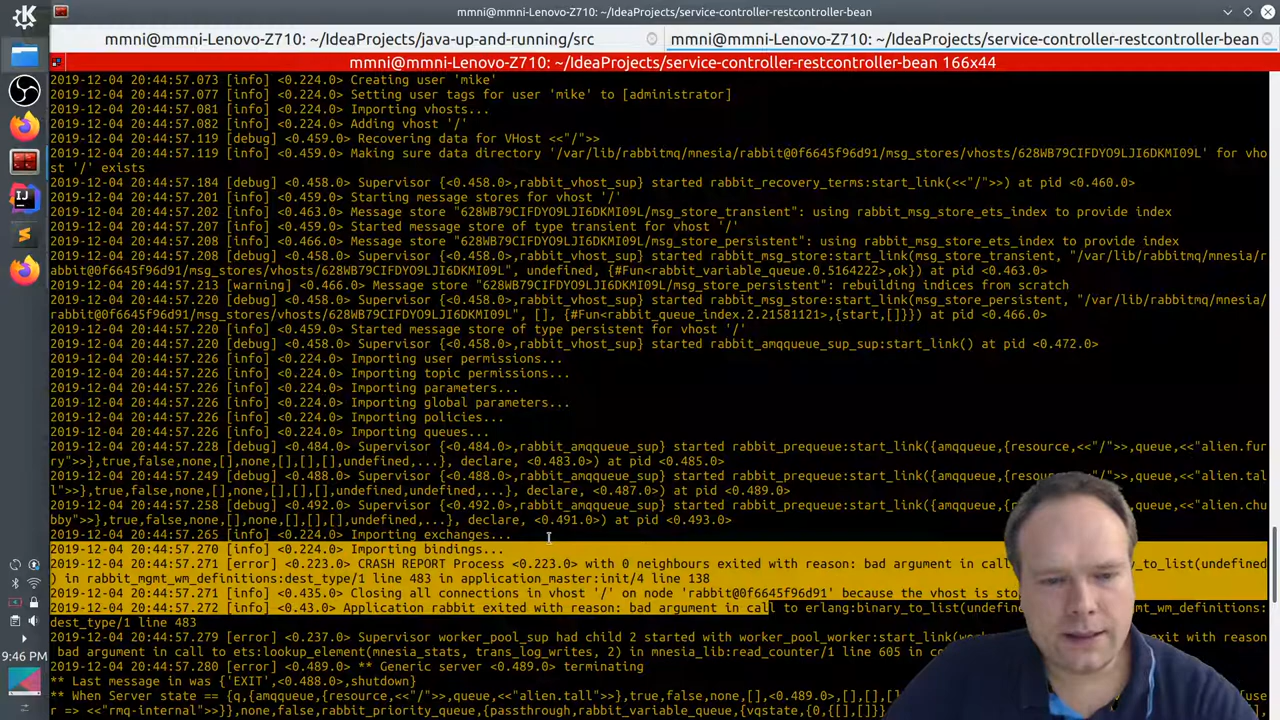 mmni@mmni-Lenovo-Z710: ~/IdeaProjects/service-controller-restcontroller-bean
mmni@mmni-Lenovo-Z710: ~/IdeaProjects/java-up-and-running/src
mmni@mmni-Lenovo-Z710: ~/IdeaProjects/service-controller-restcontroller-bean
mmni@mmni-Lenovo-Z710: ~/IdeaProjects/service-controller-restcontroller-bean 166x44
2019-12-04 20:44:57.073 [info] <0.224.0> Creating user 'mike'
2019-12-04 20:44:57.077 [info] <0.224.0> Setting user tags for user 'mike' to [administrator]
2019-12-04 20:44:57.081 [info] <0.224.0> Importing vhosts...
2019-12-04 20:44:57.082 [info] <0.224.0> Adding vhost '/'
2019-12-04 20:44:57.119 [debug] <0.459.0> Recovering data for VHost <<"/">>
2019-12-04 20:44:57.119 [info] <0.459.0> Making sure data directory '/var/lib/rabbitmq/mnesia/rabbit@0f6645f96d91/msg_stores/vhosts/628WB79CIFDYO9LJI6DKMI09L' for vho
st '/' exists
2019-12-04 20:44:57.184 [debug] <0.458.0> Supervisor {<0.458.0>,rabbit_vhost_sup} started rabbit_recovery_terms:start_link(<<"/">>) at pid <0.460.0>
2019-12-04 20:44:57.201 [info] <0.459.0> Starting message stores for vhost '/'
2019-12-04 20:44:57.202 [info] <0.463.0> Message store "628WB79CIFDYO9LJI6DKMI09L/msg_store_transient": using rabbit_msg_store_ets_index to provide index
2019-12-04 20:44:57.207 [info] <0.459.0> Started message store of type transient for vhost '/'
2019-12-04 20:44:57.208 [info] <0.466.0> Message store "628WB79CIFDYO9LJI6DKMI09L/msg_store_persistent": using rabbit_msg_store_ets_index to provide index
2019-12-04 20:44:57.208 [debug] <0.458.0> Supervisor {<0.458.0>,rabbit_vhost_sup} started rabbit_msg_store:start_link(msg_store_transient, "/var/lib/rabbitmq/mnesia/r
abbit@0f6645f96d91/msg_stores/vhosts/628WB79CIFDYO9LJI6DKMI09L", undefined, {#Fun<rabbit_variable_queue.0.5164222>,ok}) at pid <0.463.0>
2019-12-04 20:44:57.213 [warning] <0.466.0> Message store "628WB79CIFDYO9LJI6DKMI09L/msg_store_persistent": rebuilding indices from scratch
2019-12-04 20:44:57.220 [debug] <0.458.0> Supervisor {<0.458.0>,rabbit_vhost_sup} started rabbit_msg_store:start_link(msg_store_persistent, "/var/lib/rabbitmq/mnesia/
rabbit@0f6645f96d91/msg_stores/vhosts/628WB79CIFDYO9LJI6DKMI09L", [], {#Fun<rabbit_queue_index.2.21581121>,{start,[]}}) at pid <0.466.0>
2019-12-04 20:44:57.220 [info] <0.459.0> Started message store of type persistent for vhost '/'
2019-12-04 20:44:57.220 [debug] <0.458.0> Supervisor {<0.458.0>,rabbit_vhost_sup} started rabbit_amqqueue_sup_sup:start_link() at pid <0.472.0>
2019-12-04 20:44:57.226 [info] <0.224.0> Importing user permissions...
2019-12-04 20:44:57.226 [info] <0.224.0> Importing topic permissions...
2019-12-04 20:44:57.226 [info] <0.224.0> Importing parameters...
2019-12-04 20:44:57.226 [info] <0.224.0> Importing global parameters...
2019-12-04 20:44:57.226 [info] <0.224.0> Importing policies...
2019-12-04 20:44:57.226 [info] <0.224.0> Importing queues...
2019-12-04 20:44:57.228 [debug] <0.484.0> Supervisor {<0.484.0>,rabbit_amqqueue_sup} started rabbit_prequeue:start_link({amqqueue,{resource,<<"/">>,queue,<<"alien.fur
ry">>},true,false,none,[],none,[],[],[],undefined,...}, declare, <0.483.0>) at pid <0.485.0>
2019-12-04 20:44:57.249 [debug] <0.488.0> Supervisor {<0.488.0>,rabbit_amqqueue_sup} started rabbit_prequeue:start_link({amqqueue,{resource,<<"/">>,queue,<<"alien.tal
l">>},true,false,none,[],none,[],[],[],undefined,undefined,...}, declare, <0.487.0>) at pid <0.489.0>
2019-12-04 20:44:57.258 [debug] <0.492.0> Supervisor {<0.492.0>,rabbit_amqqueue_sup} started rabbit_prequeue:start_link({amqqueue,{resource,<<"/">>,queue,<<"alien.chu
bby">>},true,false,none,[],none,[],[],[],undefined,...}, declare, <0.491.0>) at pid <0.493.0>
2019-12-04 20:44:57.265 [info] <0.224.0> Importing exchanges...
2019-12-04 20:44:57.270 [info] <0.224.0> Importing bindings...
2019-12-04 20:44:57.271 [error] <0.223.0> CRASH REPORT Process <0.223.0> with 0 neighbours exited with reason: bad argument in call y_to_list(undefined
) in rabbit_mgmt_wm_definitions:dest_type/1 line 483 in application_master:init/4 line 138
2019-12-04 20:44:57.271 [info] <0.435.0> Closing all connections in vhost '/' on node 'rabbit@0f6645f96d91' because the vhost is sto
2019-12-04 20:44:57.272 [info] <0.43.0> Application rabbit exited with reason: bad argument in call to erlang:binary_to_list(undefine mt_wm_definitions:
dest_type/1 line 483
2019-12-04 20:44:57.279 [error] <0.237.0> Supervisor worker_pool_sup had child 2 started with worker_pool_worker:start_link(wor exit with reason
bad argument in call to ets:lookup_element(mnesia_stats, trans_log_writes, 2) in mnesia_lib:read_counter/1 line 605 in co
2019-12-04 20:44:57.280 [error] <0.489.0> ** Generic server <0.489.0> terminating
** Last message in was {'EXIT',<0.488.0>,shutdown}
** When Server state == {q,{amqqueue,{resource,<<"/">>,queue,<<"alien.tall">>},true,false,none,[],<0.489.0>,[],[],[]
r => <<"rmq-internal">>}},none,false,rabbit_priority_queue,{passthrough,rabbit_variable_queue,{vqstate,{0,{[],[]}}
9:46 PM